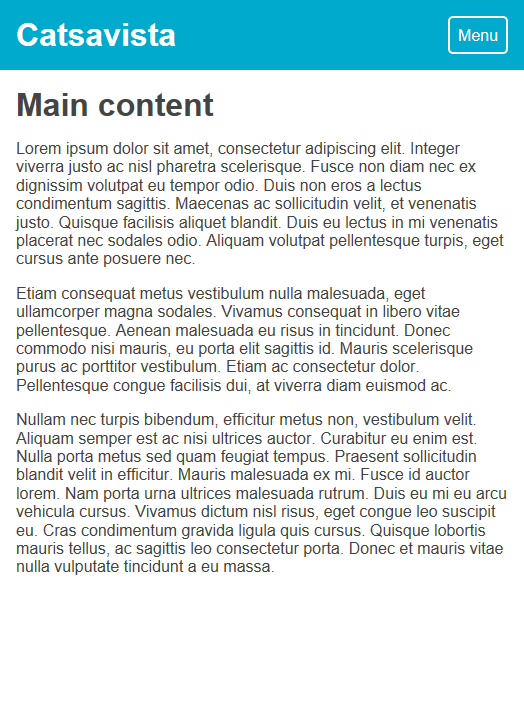 Catsavista
Menu
Main content
Lorem ipsum dolor sit amet, consectetur adipiscing elit. Integer
viverra justo ac nisl pharetra scelerisque. Fusce non diam nec ex
dignissim volutpat eu tempor odio. Duis non eros a lectus
condimentum sagittis. Maecenas ac sollicitudin velit, et venenatis
justo. Quisque facilisis aliquet blandit. Duis eu lectus in mi venenatis
placerat nec sodales odio. Aliquam volutpat pellentesque turpis, eget
cursus ante posuere nec.
Etiam consequat metus vestibulum nulla malesuada, eget
ullamcorper magna sodales. Vivamus consequat in libero vitae
pellentesque. Aenean malesuada eu risus in tincidunt. Donec
commodo nisi mauris, eu porta elit sagittis id. Mauris scelerisque
purus ac porttitor vestibulum. Etiam ac consectetur dolor.
Pellentesque congue facilisis dui, at viverra diam euismod ac.
Nullam nec turpis bibendum, efficitur metus non, vestibulum velit.
Aliquam semper est ac nisi ultrices auctor. Curabitur eu enim est.
Nulla porta metus sed quam feugiat tempus. Praesent sollicitudin
blandit velit in efficitur. Mauris malesuada ex mi. Fusce id auctor
lorem. Nam porta urna ultrices malesuada rutrum. Duis eu mi eu arcu
vehicula cursus. Vivamus dictum nisl risus, eget congue leo suscipit
eu. Cras condimentum gravida ligula quis cursus. Quisque lobortis
mauris tellus, ac sagittis leo consectetur porta. Donec et mauris vitae
nulla vulputate tincidunt a eu massa.